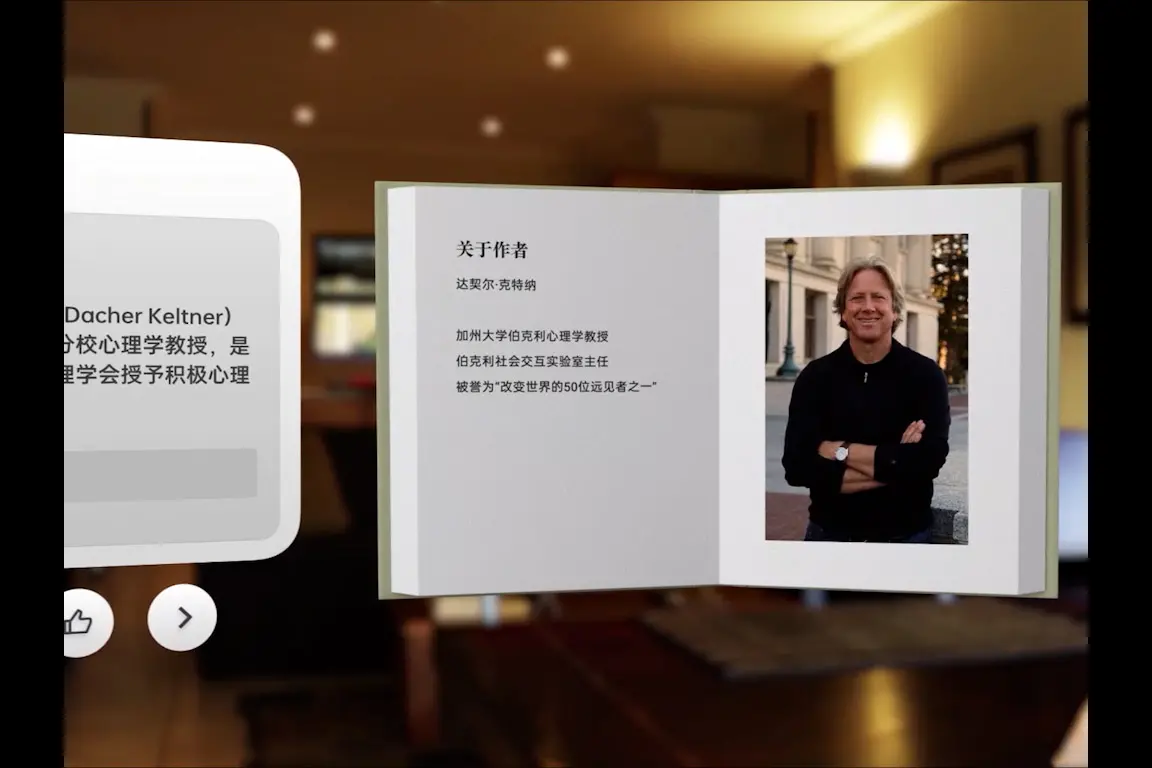 Dacher Keltner)
分校心理学教授，是
理学会授予积极心理
关于作者
达契尔·克特纳
加州大学伯克利心理学教授
伯克利社会交互实验室主任
被誉为"改变世界的50位远见者之一"